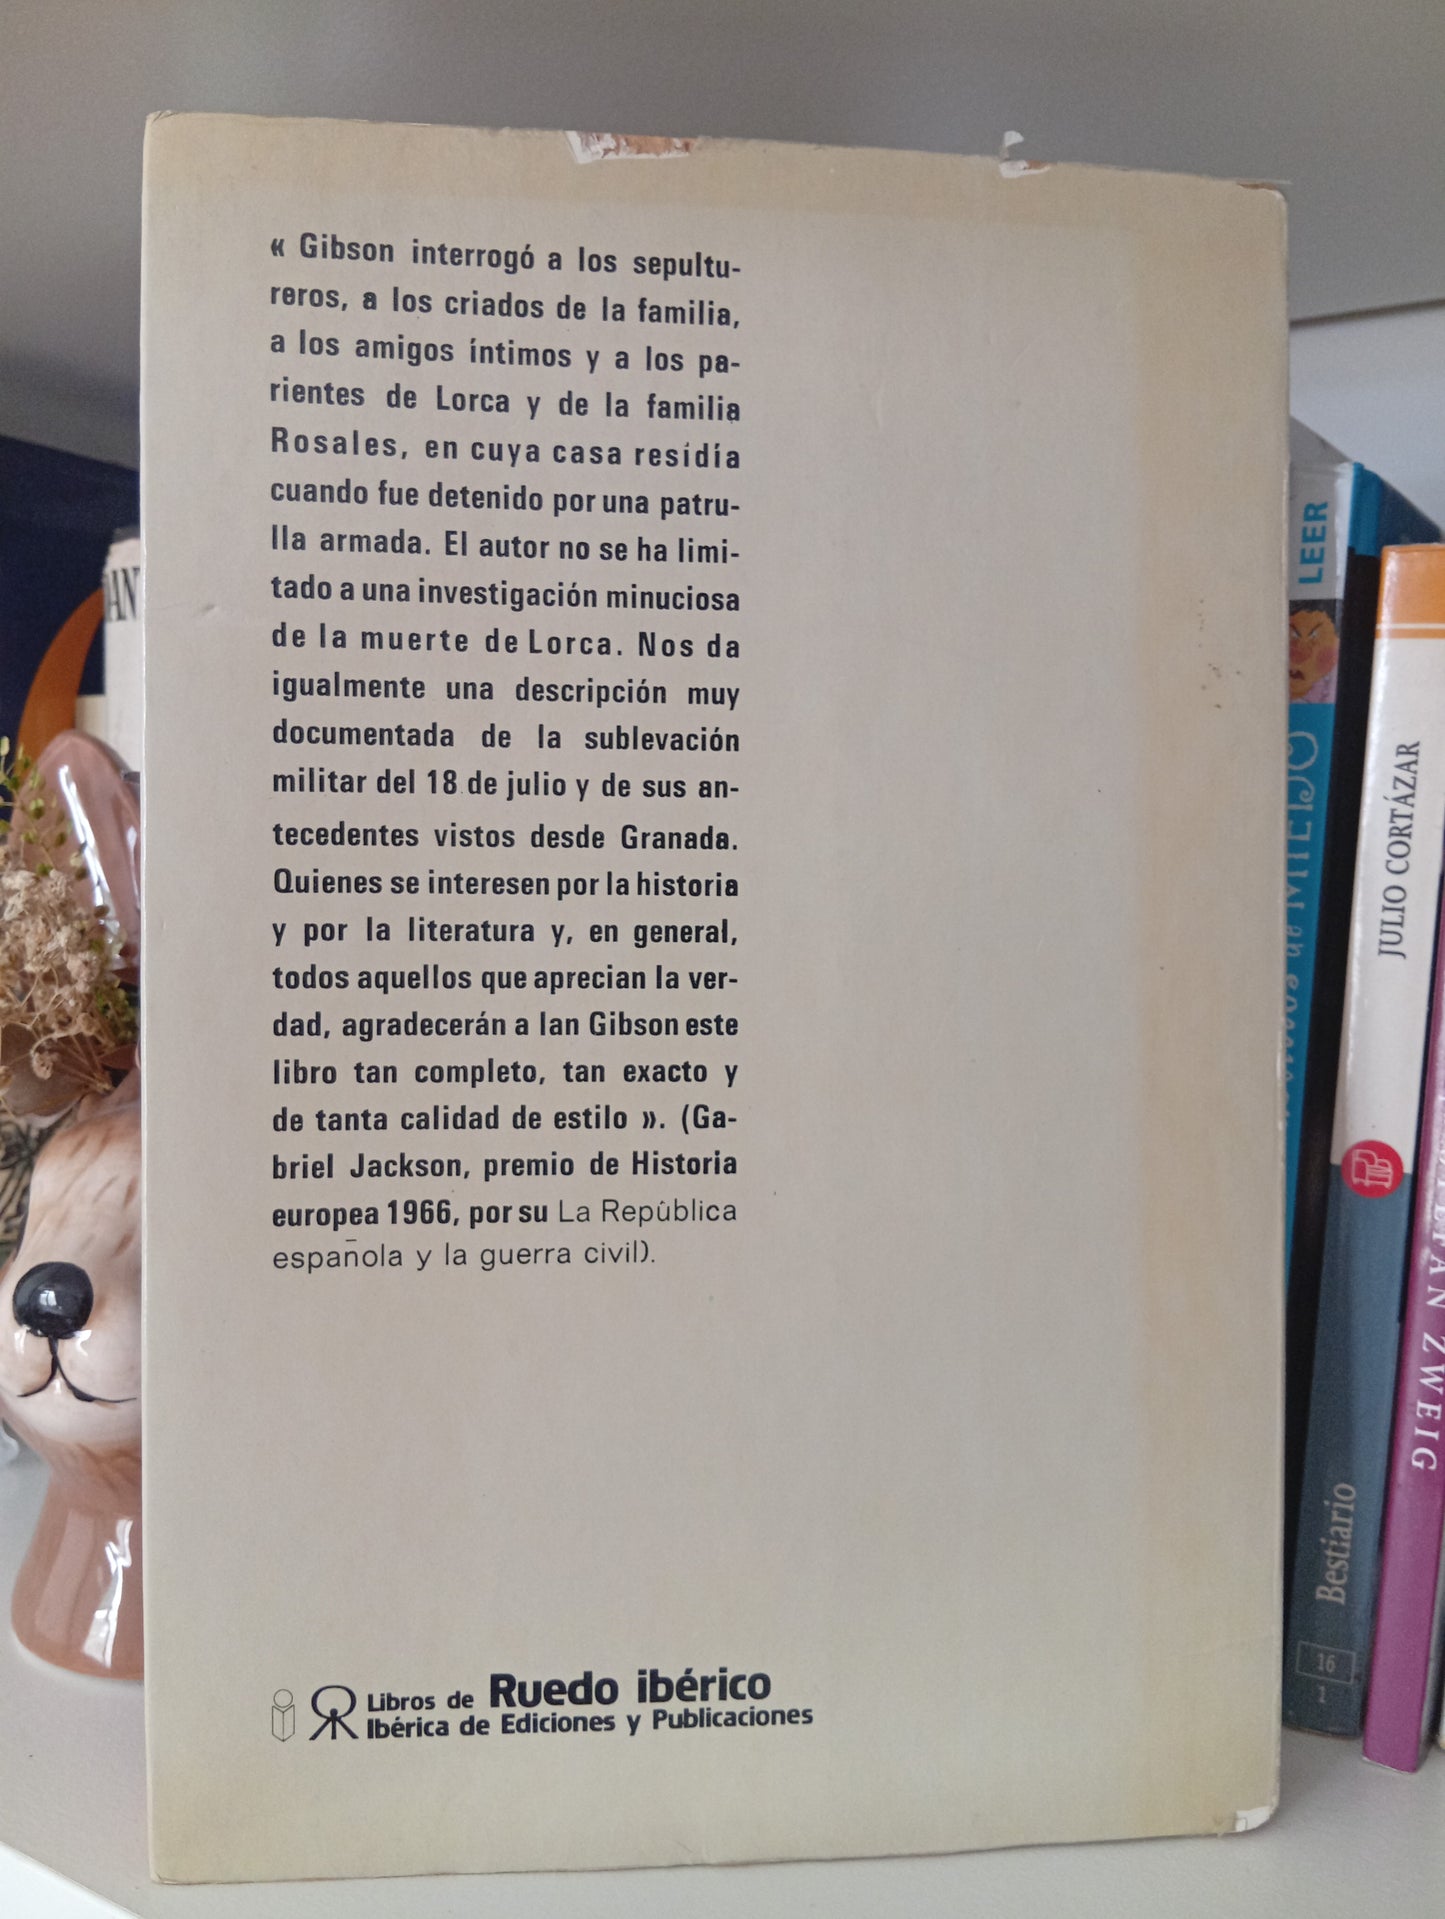 « Gibson interrogó a los sepultu-
reros, a los criados de la familia,
a los amigos íntimos y a los pa-
rientes de Lorca y de la familia
Rosales, en cuya casa residía
cuando fue detenido por una patru-
lla armada. El autor no se ha limi-
tado a una investigación minuciosa
de la muerte de Lorca. Nos da
igualmente una descripción muy
documentada de la sublevación
militar del 18 de julio y de sus an-
tecedentes vistos desde Granada.
Quienes se interesen por la historia
y por la literatura y, en general,
todos aquellos que aprecian la ver-
dad, agradecerán a Ian Gibson este
libro tan completo, tan exacto y
de tanta calidad de estilo ». (Ga-
briel Jackson, premio de Historia
europea 1966, por su La República
española y la guerra civil).
Libros de Ruedo ibérico
Ibérica de Ediciones y Publicaciones
AN
LEER
de MIEDO
JULIO CORTÁZAR
Bestiario
16
1
ZWEIG